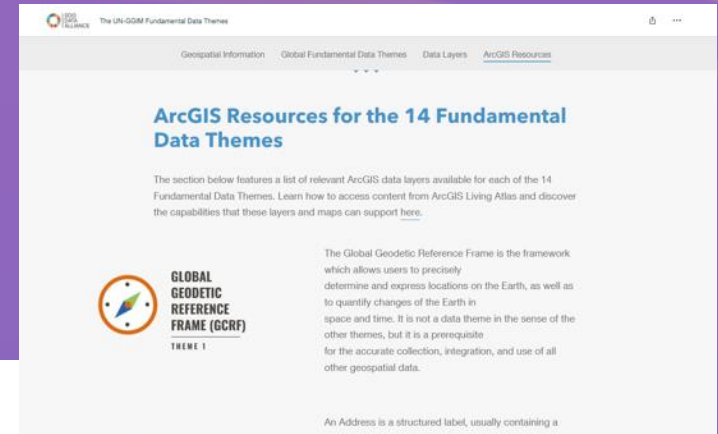 SDG
DATA
ALLIANCE
The UN-GGIM Fundamental Data Themes
Geospatial Information Global Fundamental Data Themes Data Layers ArcGIS Resources
ArcGIS Resources for the 14 Fundamental
Data Themes
The section below features a list of relevant ArcGIS data layers available for each of the 14
Fundamental Data Themes. Learn how to access content from ArcGIS Living Atlas and discover
the capabilities that these layers and maps can support here.
GLOBAL
GEODETIC
REFERENCE
FRAME (GCRF)
THEME 1
The Global Geodetic Reference Frame is the framework
which allows users to precisely
determine and express locations on the Earth, as well as
to quantify changes of the Earth in
space and time. It is not a data theme in the sense of the
other themes, but it is a prerequisite
for the accurate collection, integration, and use of all
other geospatial data.
An Address is a structured label, usually containing a